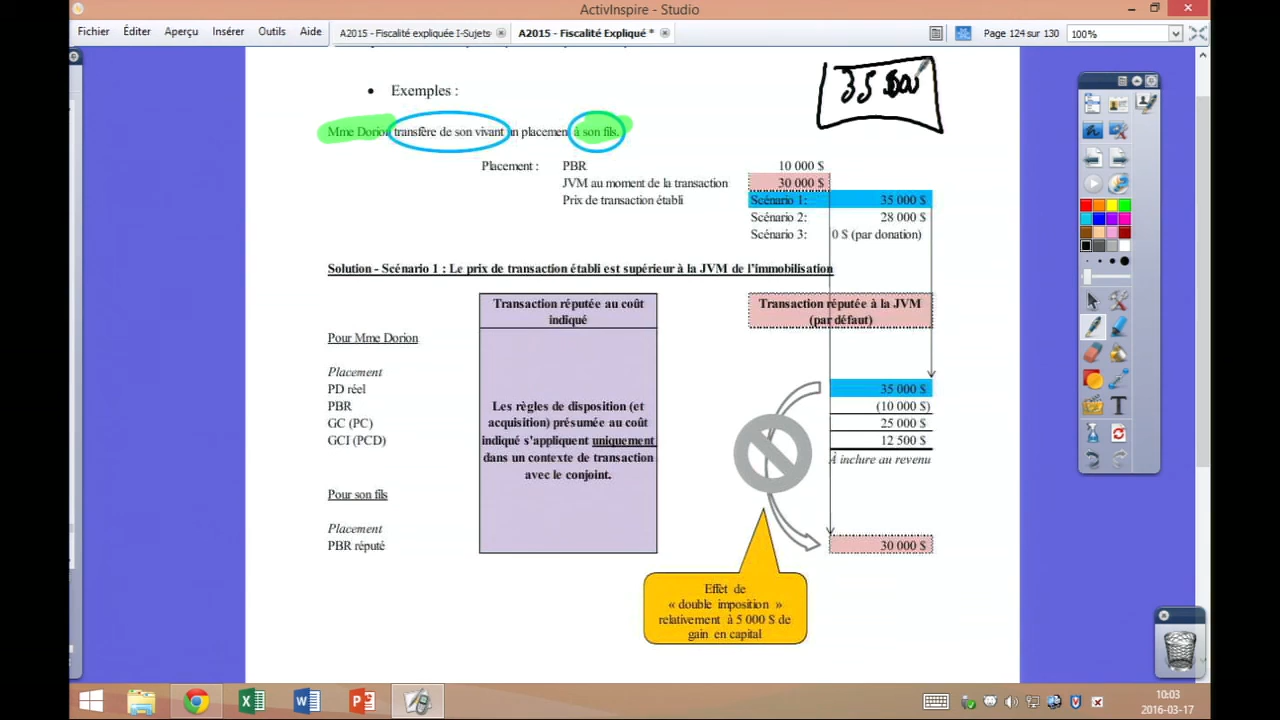 ActivInspire - Studio
Fichier Éditer Aperçu Insérer Outils Aide
A2015 - Fiscalité expliquée I-Sujets
A2015 - Fiscalité Expliqué *
Page 124 sur 130
100%
• Exemples :
35 000
Mme Dorion transfère de son vivant un placement à son fils.
Placement : PBR 10 000 $
JVM au moment de la transaction 30 000 $
Prix de transaction établi Scénario 1: 35 000 $
Scénario 2: 28 000 $
Scénario 3: 0 $ (par donation)
Solution - Scénario 1 : Le prix de transaction établi est supérieur à la JVM de l'immobilisation
Transaction réputée au coût
indiqué
Transaction réputée à la JVM
(par défaut)
Pour Mme Dorion
Placement
PD réel 35 000 $
PBR (10 000 $)
GC (PC) 25 000 $
GCI (PCD) 12 500 $
À inclure au revenu
Les règles de disposition (et
acquisition) présumée au coût
indiqué s'appliquent uniquement
dans un contexte de transaction
avec le conjoint.
Pour son fils
Placement
PBR réputé 30 000 $
Effet de
« double imposition »
relativement à 5 000 $ de
gain en capital
10:03
2016-03-17